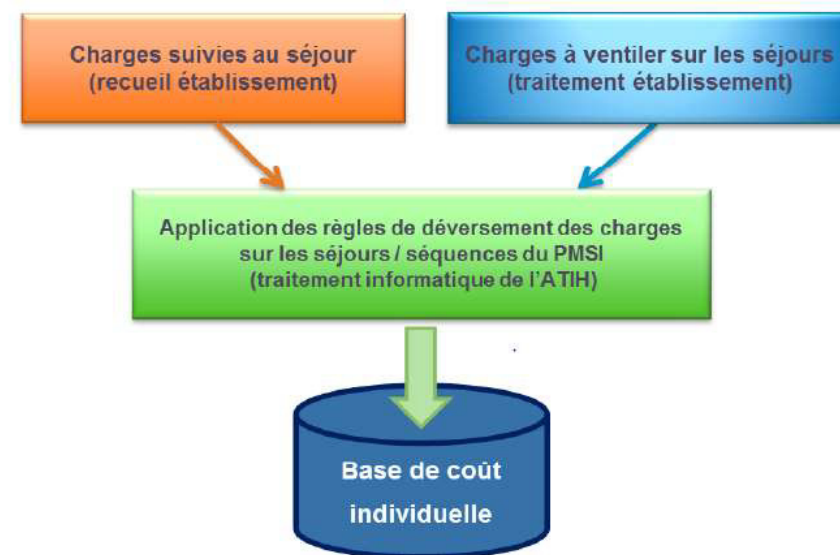 Charges suivies au séjour
(recueil établissement)
Charges à ventiler sur les séjours
(traitement établissement)
Application des règles de déversement des charges
sur les séjours / séquences du PMSI
(traitement informatique de l'ATIH)
Base de coût
individuelle